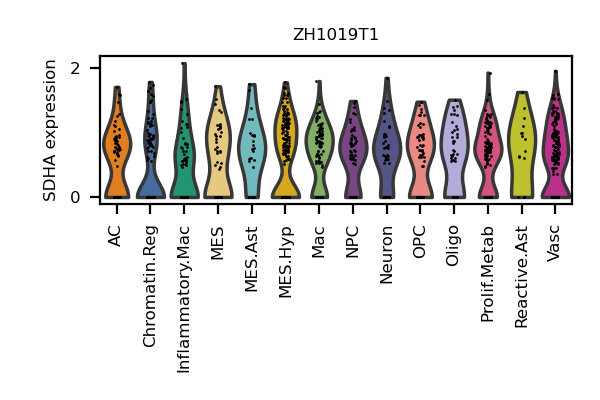 ZH1019T1
SDHA expression
2
0
AC
Chromatin.Reg
Inflammatory.Mac
MES
MES.Ast
MES.Hyp
Mac
NPC
Neuron
OPC
Oligo
Prolif.Metab
Reactive.Ast
Vasc